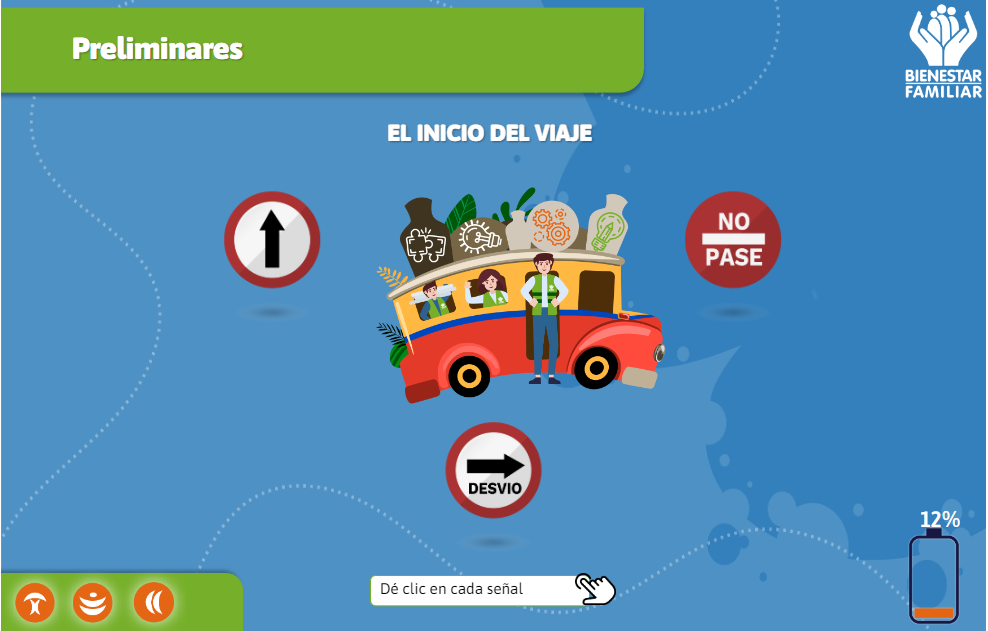 Preliminares
BIENESTAR
FAMILIAR
EL INICIO DEL VIAJE
NO
PASE
DESVIO
12%
Dé clic en cada señal